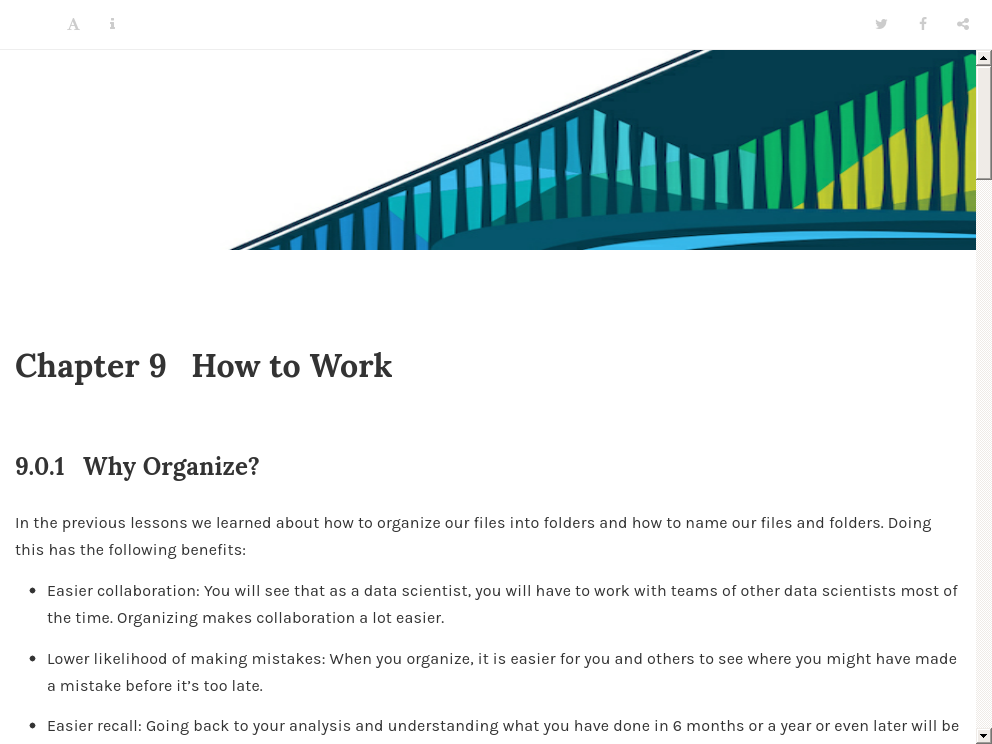 Chapter 9 How to Work
9.0.1 Why Organize?
In the previous lessons we learned about how to organize our files into folders and how to name our files and folders. Doing
this has the following benefits:
• Easier collaboration: You will see that as a data scientist, you will have to work with teams of other data scientists most of
the time. Organizing makes collaboration a lot easier.
• Lower likelihood of making mistakes: When you organize, it is easier for you and others to see where you might have made
a mistake before it’s too late.
• Easier recall: Going back to your analysis and understanding what you have done in 6 months or a year or even later will be